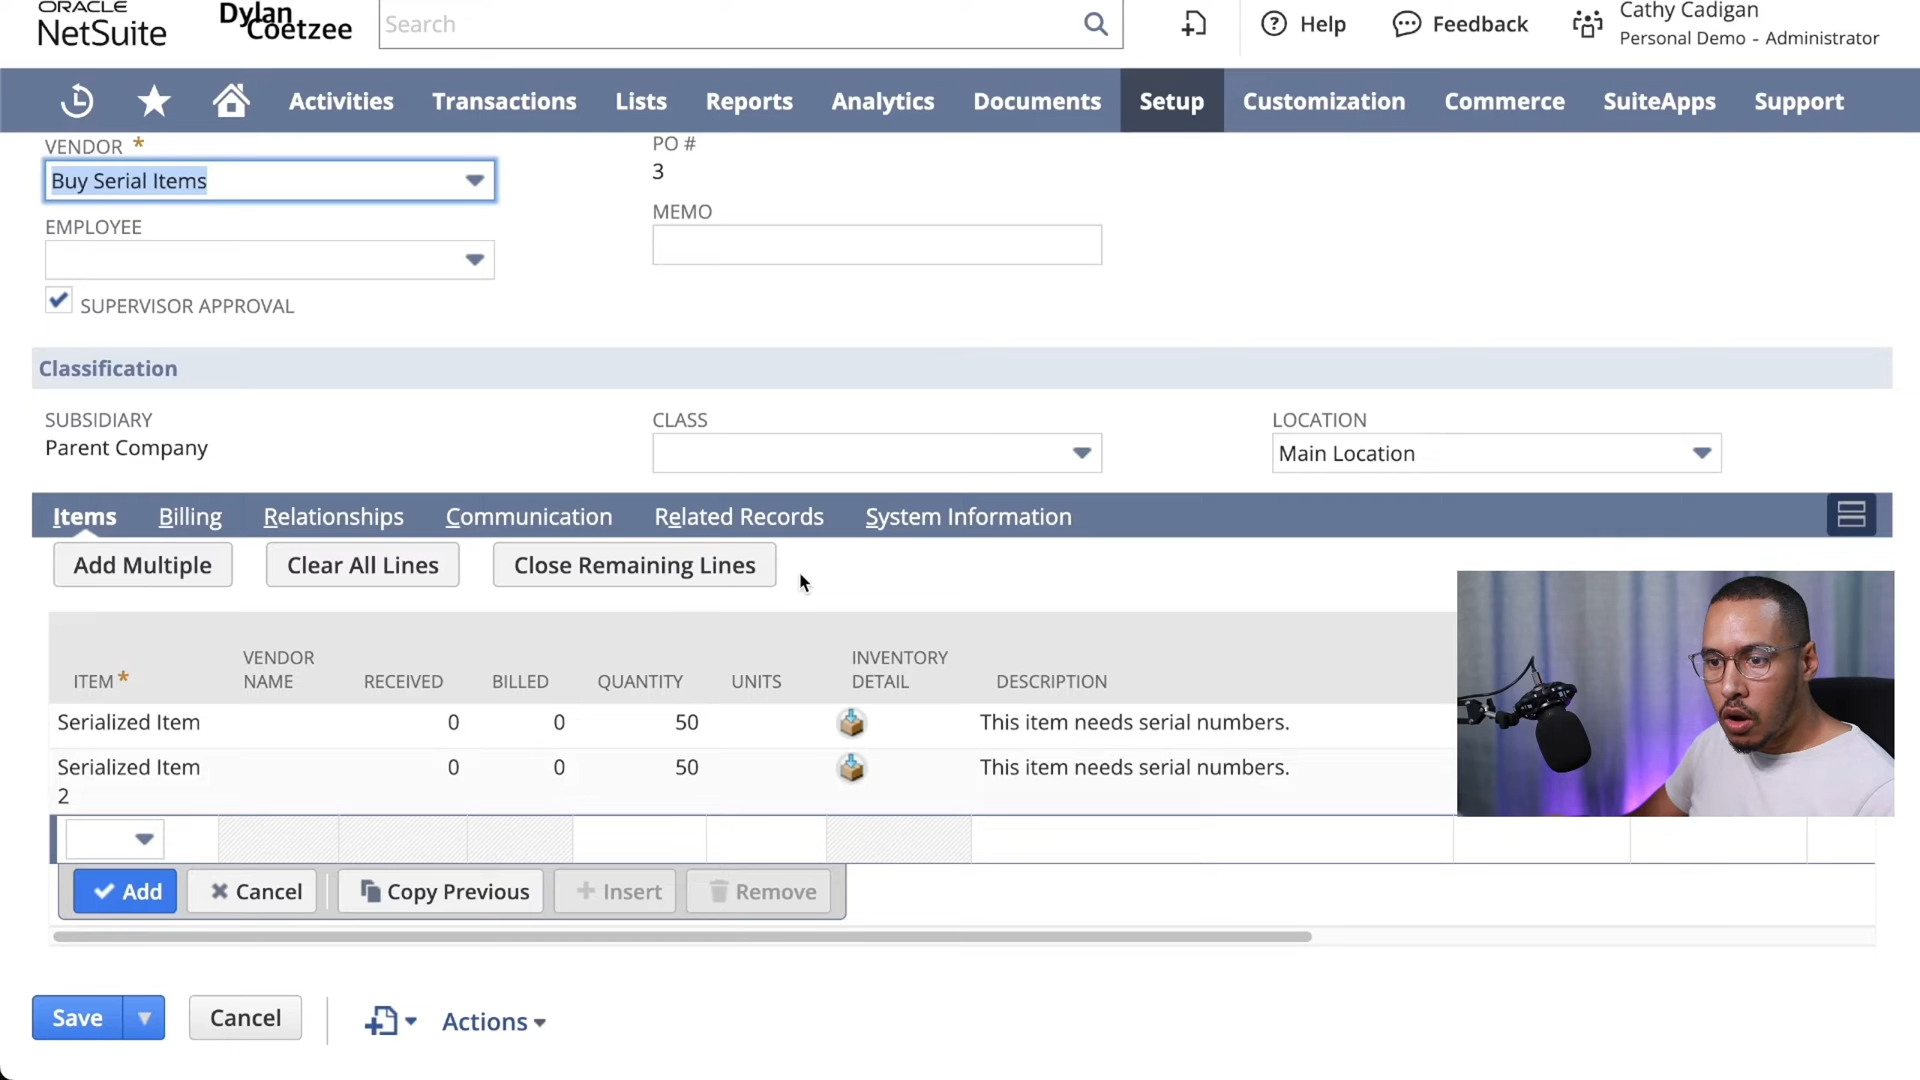 ORACLE
NetSuite
Dylan
Coetzee
Search
Help
Feedback
Cathy Cadigan
Personal Demo - Administrator
Activities
Transactions
Lists
Reports
Analytics
Documents
Setup
Customization
Commerce
SuiteApps
Support
VENDOR *
Buy Serial Items
EMPLOYEE
SUPERVISOR APPROVAL
PO #
3
MEMO
Classification
SUBSIDIARY
Parent Company
CLASS
LOCATION
Main Location
Items
Billing
Relationships
Communication
Related Records
System Information
Add Multiple
Clear All Lines
Close Remaining Lines
ITEM *
VENDOR
NAME
RECEIVED
BILLED
QUANTITY
UNITS
INVENTORY
DETAIL
DESCRIPTION
Serialized Item 0 0 50 This item needs serial numbers.
Serialized Item 0 0 50 This item needs serial numbers.
2
Add
Cancel
Copy Previous
Insert
Remove
Save
Cancel
Actions